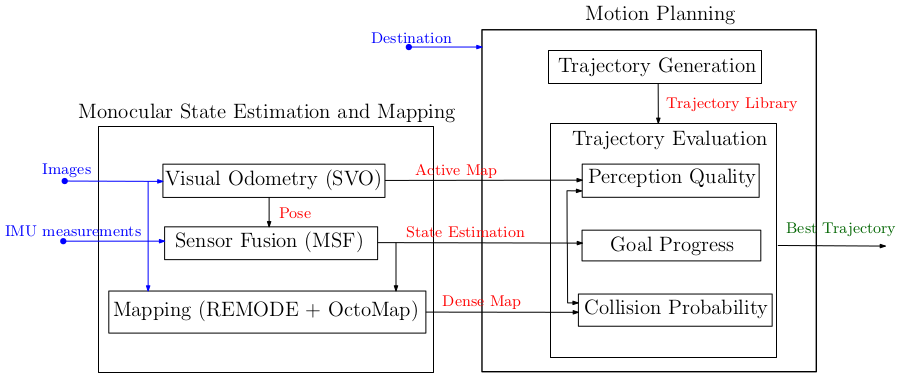 Motion Planning
Destination
Trajectory Generation
Trajectory Library
Monocular State Estimation and Mapping
Trajectory Evaluation
Images
Visual Odometry (SVO)
Active Map
Perception Quality
Pose
IMU measurements
Sensor Fusion (MSF)
State Estimation
Goal Progress
Best Trajectory
Mapping (REMODE + OctoMap)
Dense Map
Collision Probability